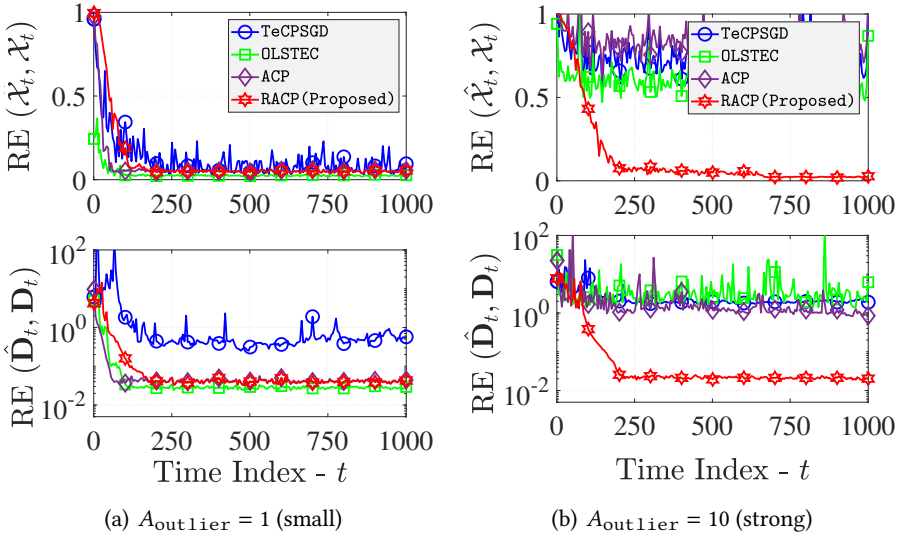 RE (𝒳̂ₜ, 𝒳ₜ)
1
0.5
0
0 250 500 750 1000
TeCPSGD
OLSTEC
ACP
RACP(Proposed)
RE (𝒳̂ₜ, 𝒳ₜ)
1
0.5
0
0 250 500 750 1000
TeCPSGD
OLSTEC
ACP
RACP(Proposed)
RE (𝐃̂ₜ, 𝐃ₜ)
10²
10⁰
10⁻²
0 250 500 750 1000
Time Index - t
RE (𝐃̂ₜ, 𝐃ₜ)
10²
10⁰
10⁻²
0 250 500 750 1000
Time Index - t
(a) A_outlier = 1 (small)
(b) A_outlier = 10 (strong)